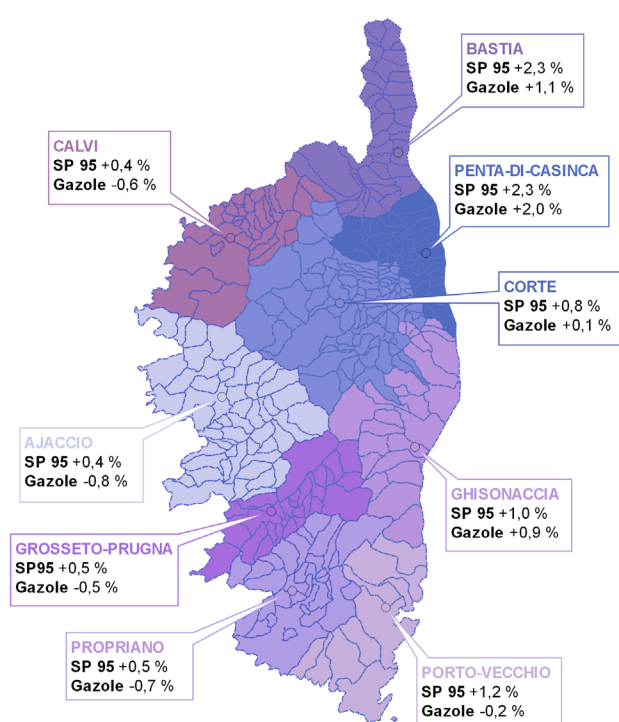 BASTIA
SP 95 +2,3 %
Gazole +1,1 %
CALVI
SP 95 +0,4 %
Gazole -0,6 %
PENTA-DI-CASINCA
SP 95 +2,3 %
Gazole +2,0 %
CORTE
SP 95 +0,8 %
Gazole +0,1 %
AJACCIO
SP 95 +0,4 %
Gazole -0,8 %
GHISONACCIA
SP 95 +1,0 %
Gazole +0,9 %
GROSSETO-PRUGNA
SP95 +0,5 %
Gazole -0,5 %
PROPRIANO
SP 95 +0,5 %
Gazole -0,7 %
PORTO-VECCHIO
SP 95 +1,2 %
Gazole -0,2 %